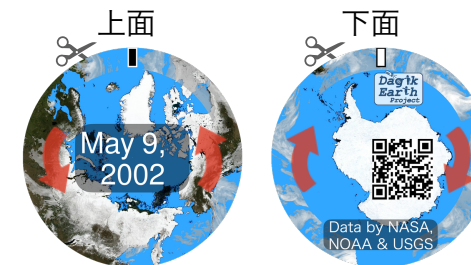 上面
下面
May 9,
2002
Dagik
Earth
Project
Data by NASA,
NOAA & USGS